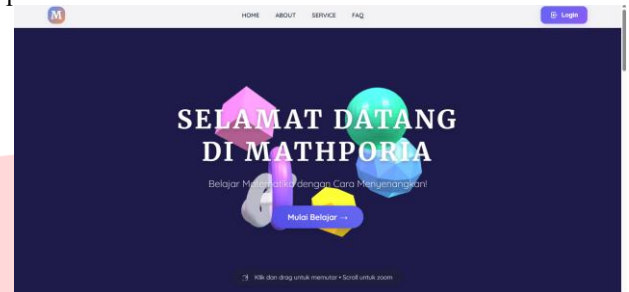 M
HOME ABOUT SERVICE FAQ
Login
SELAMAT DATANG
DI MATHPORIA
Belajar Matematika dengan Cara Menyenangkan!
Mulai Belajar →
Klik dan drag untuk memutar • Scroll untuk zoom